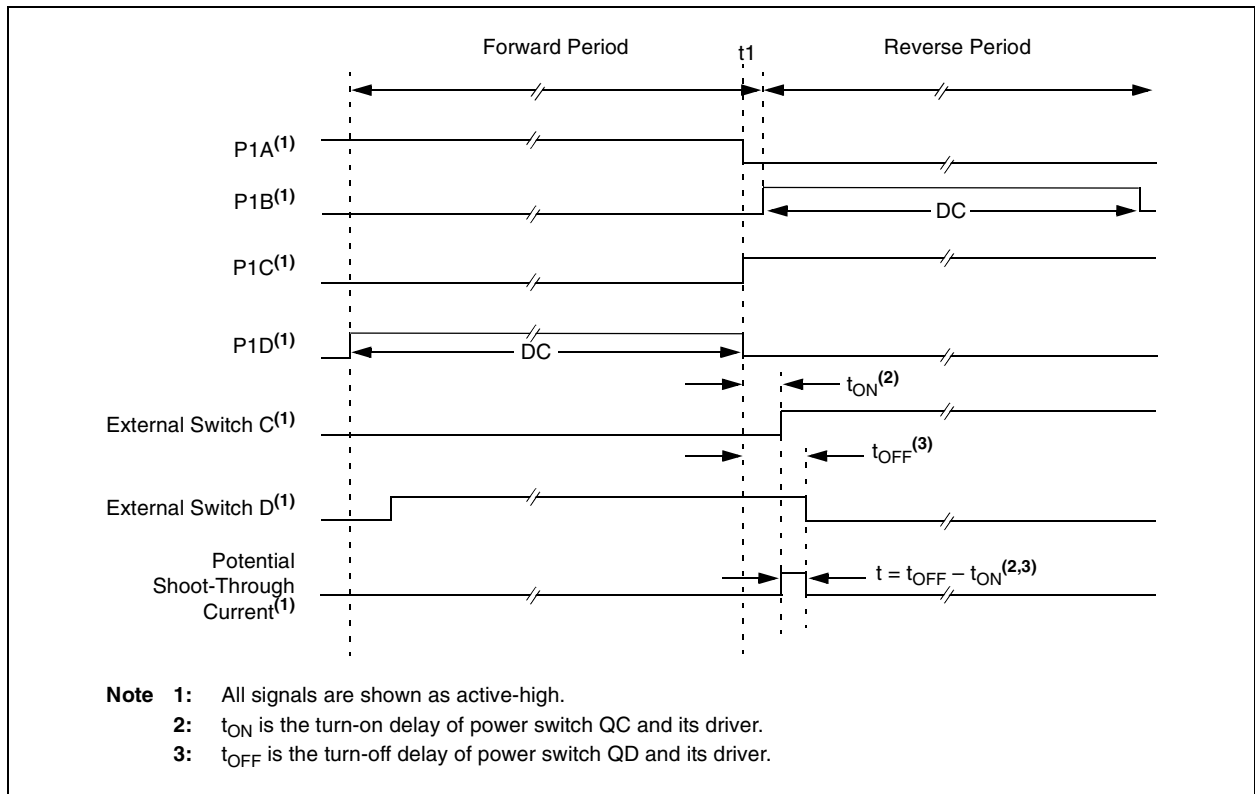 Forward Period
t1
Reverse Period
P1A(1)
P1B(1)
DC
P1C(1)
P1D(1)
DC
tON(2)
External Switch C(1)
tOFF(3)
External Switch D(1)
Potential
Shoot-Through
Current(1)
t = tOFF – tON(2,3)
Note 1: All signals are shown as active-high.
2: tON is the turn-on delay of power switch QC and its driver.
3: tOFF is the turn-off delay of power switch QD and its driver.